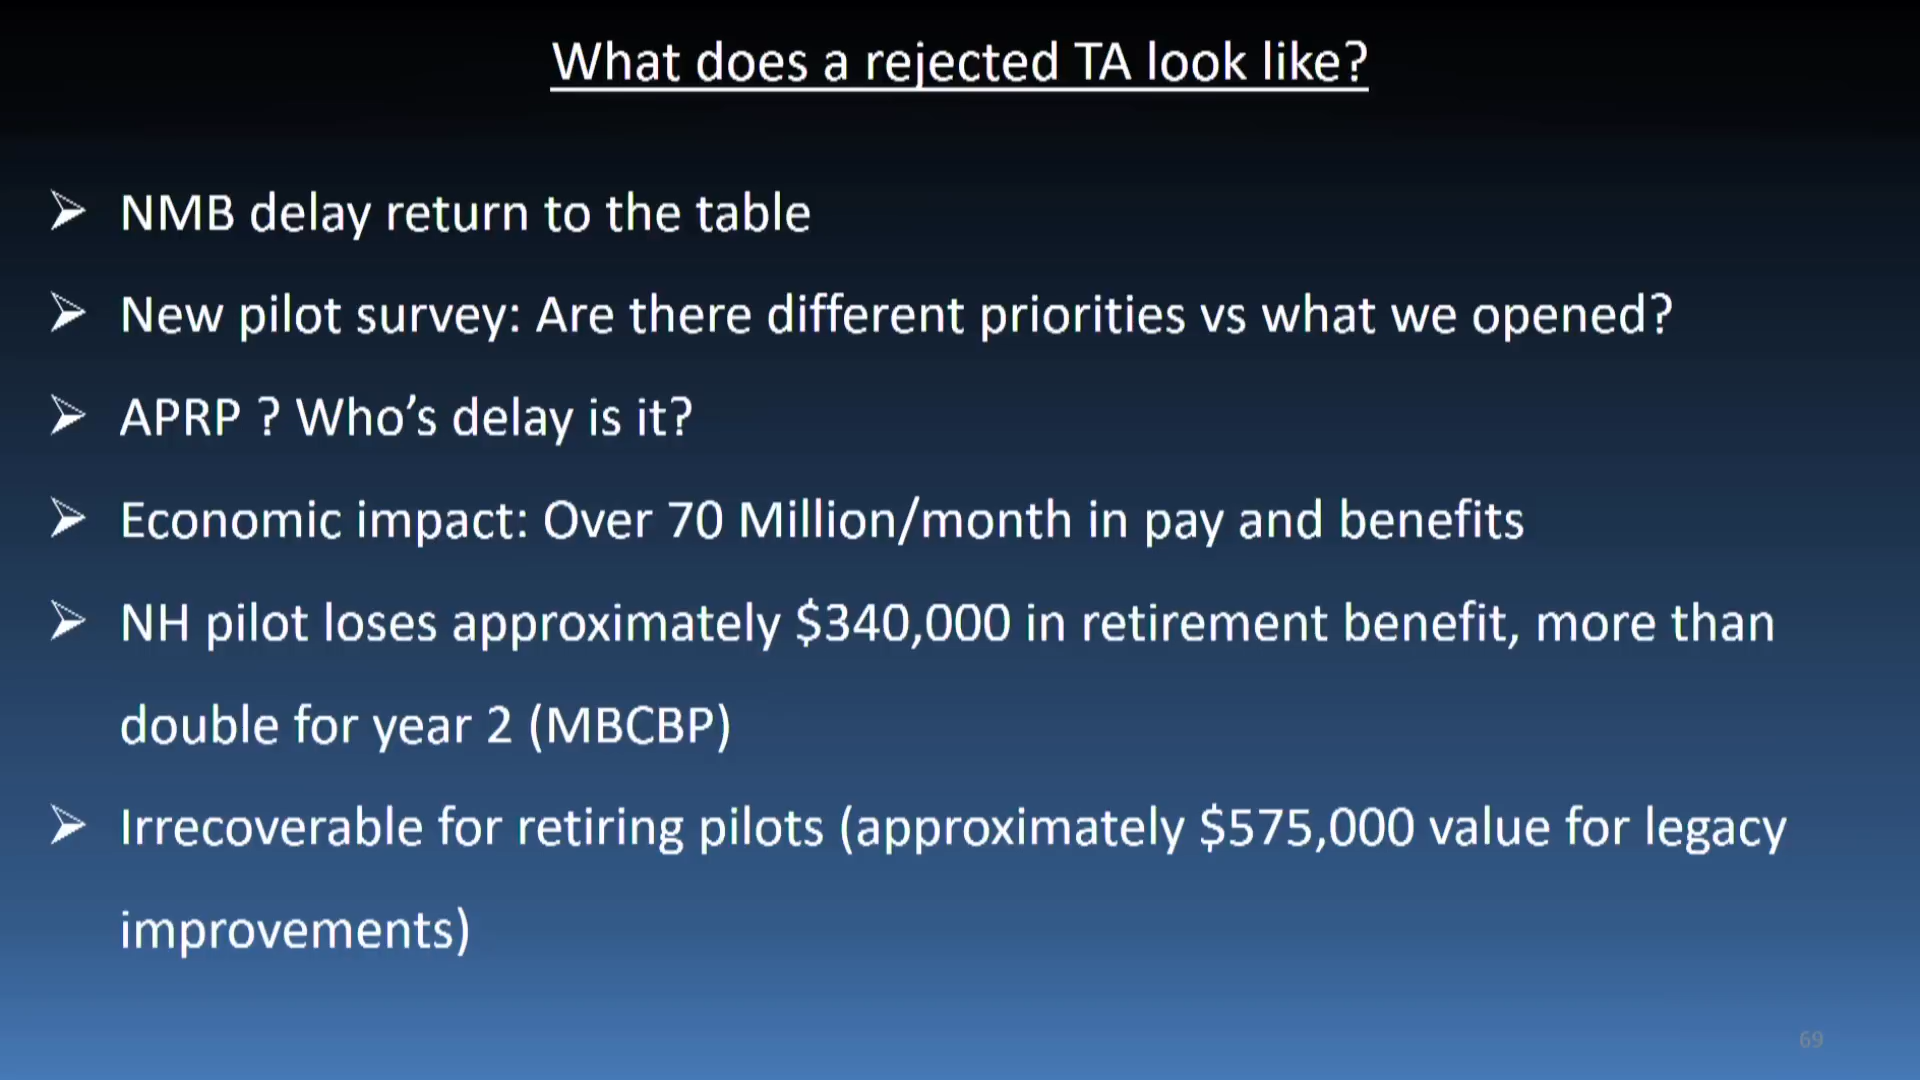 What does a rejected TA look like?
NMB delay return to the table
New pilot survey: Are there different priorities vs what we opened?
APRP ? Who’s delay is it?
Economic impact: Over 70 Million/month in pay and benefits
NH pilot loses approximately $340,000 in retirement benefit, more than
double for year 2 (MBCBP)
Irrecoverable for retiring pilots (approximately $575,000 value for legacy
improvements)
69